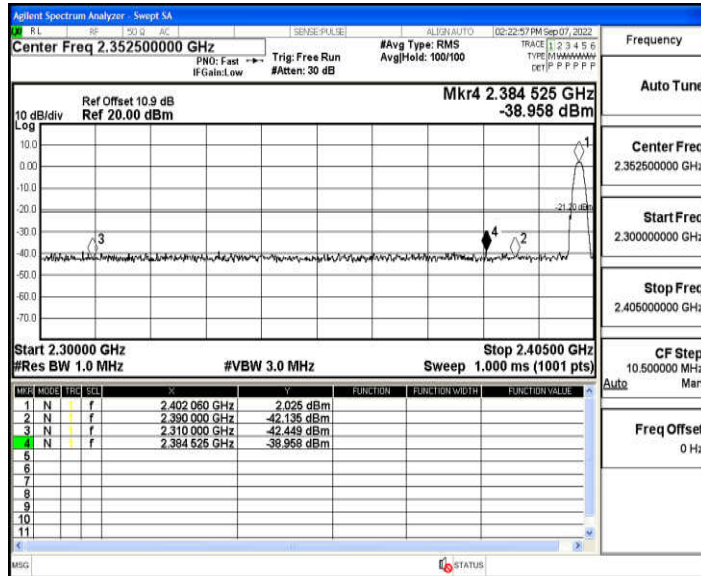 Agilent Spectrum Analyzer - Swept SA
RL RF 50 Ω AC SENSE:PULSE ALIGN AUTO 02:22:57 PM Sep 07, 2022
Center Freq 2.352500000 GHz
PNO: Fast
IFGain:Low
Trig: Free Run
#Atten: 30 dB
#Avg Type: RMS
Avg|Hold: 100/100
TRACE 1 2 3 4 5 6
TYPE M WWWWW
DET P P P P P P
Mkr4 2.384 525 GHz
-38.958 dBm
Ref Offset 10.9 dB
10 dB/div Ref 20.00 dBm
Log
10.0
0.00
-10.0
-20.0
-30.0
-40.0
-50.0
-60.0
-70.0
1
-21.20 dBm
3
4
2
Start 2.30000 GHz Stop 2.40500 GHz
#Res BW 1.0 MHz #VBW 3.0 MHz Sweep 1.000 ms (1001 pts)
MKR MODE TRC SCL X Y FUNCTION FUNCTION WIDTH FUNCTION VALUE
1 N f 2.402 060 GHz 2.025 dBm
2 N f 2.390 000 GHz -42.135 dBm
3 N f 2.310 000 GHz -42.449 dBm
4 N f 2.384 525 GHz -38.958 dBm
5
6
7
8
9
10
11
MSG STATUS
Frequency
Auto Tune
Center Freq
2.352500000 GHz
Start Freq
2.300000000 GHz
Stop Freq
2.405000000 GHz
CF Step
10.500000 MHz
Auto Man
Freq Offset
0 Hz